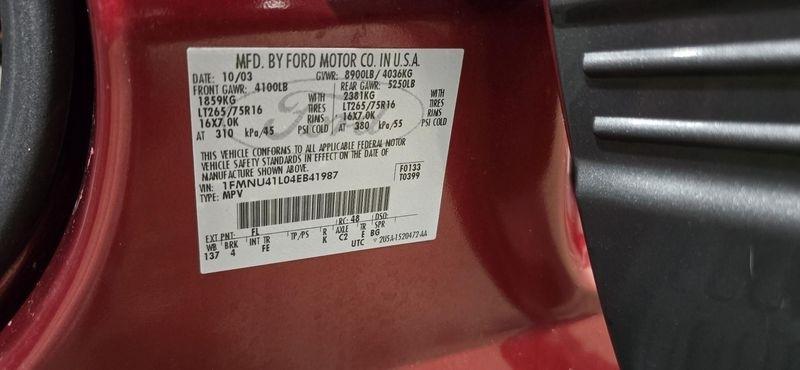 MFD. BY FORD MOTOR CO. IN U.S.A.
DATE: 10/03 GVWR: 8900LB/ 4036KG
FRONT GAWR: 4100LB REAR GAWR: 5250LB
1859KG WITH 2381KG WITH
LT265/75R16 TIRES LT265/75R16 TIRES
16X7.0K RIMS 16X7.0K RIMS
AT 310 kPa/45 PSI COLD AT 380 kPa/55 PSI COLD
Ford
THIS VEHICLE CONFORMS TO ALL APPLICABLE FEDERAL MOTOR
VEHICLE SAFETY STANDARDS IN EFFECT ON THE DATE OF
MANUFACTURE SHOWN ABOVE.
VIN: 1FMNU41L04EB41987 F0133
TYPE: MPV T0399
EXT PNT: FL RC: 48 DSO:
WB BRK INT TR TP/PS R AXLE TR SPR
137 4 FE K C2 E BG
UTC 2U5A-1520472-AA